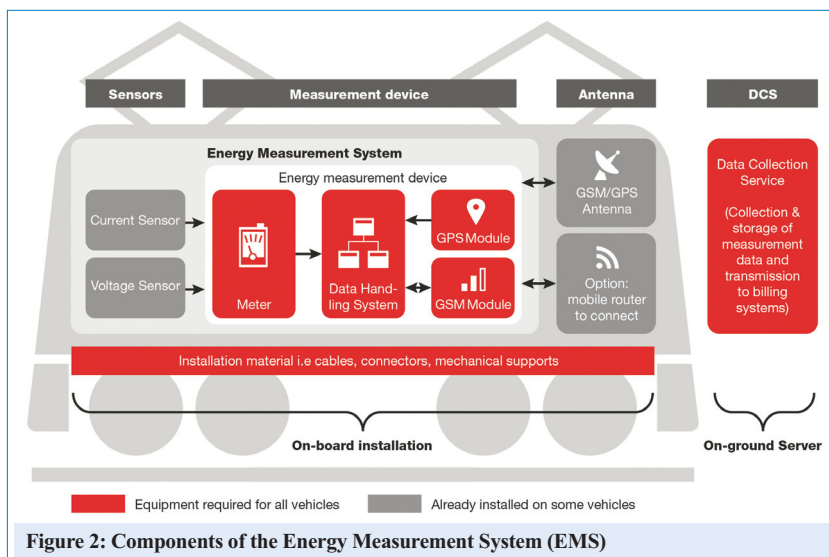 Sensors
Measurement device
Antenna
DCS
Energy Measurement System
Energy measurement device
Current Sensor
Voltage Sensor
Meter
Data Hand-
ling System
GPS Module
GSM Module
GSM/GPS
Antenna
Option:
mobile router
to connect
Data Collection
Service
(Collection &
storage of
measurement
data and
transmission
to billing
systems)
Installation material i.e cables, connectors, mechanical supports
On-board installation
On-ground Server
Equipment required for all vehicles
Already installed on some vehicles
Figure 2: Components of the Energy Measurement System (EMS)